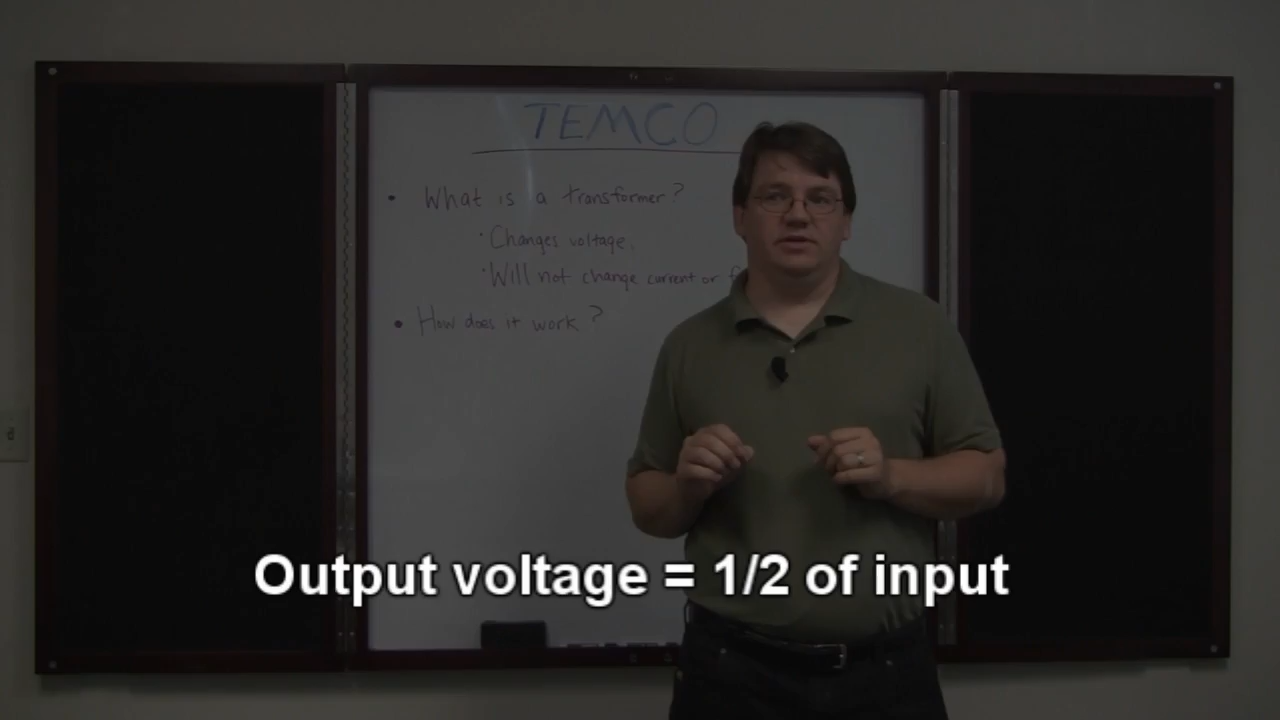 TEMCO
• What is a transformer?
· Changes voltage.
· Will not change current or
• How does it work?
Output voltage = 1/2 of input